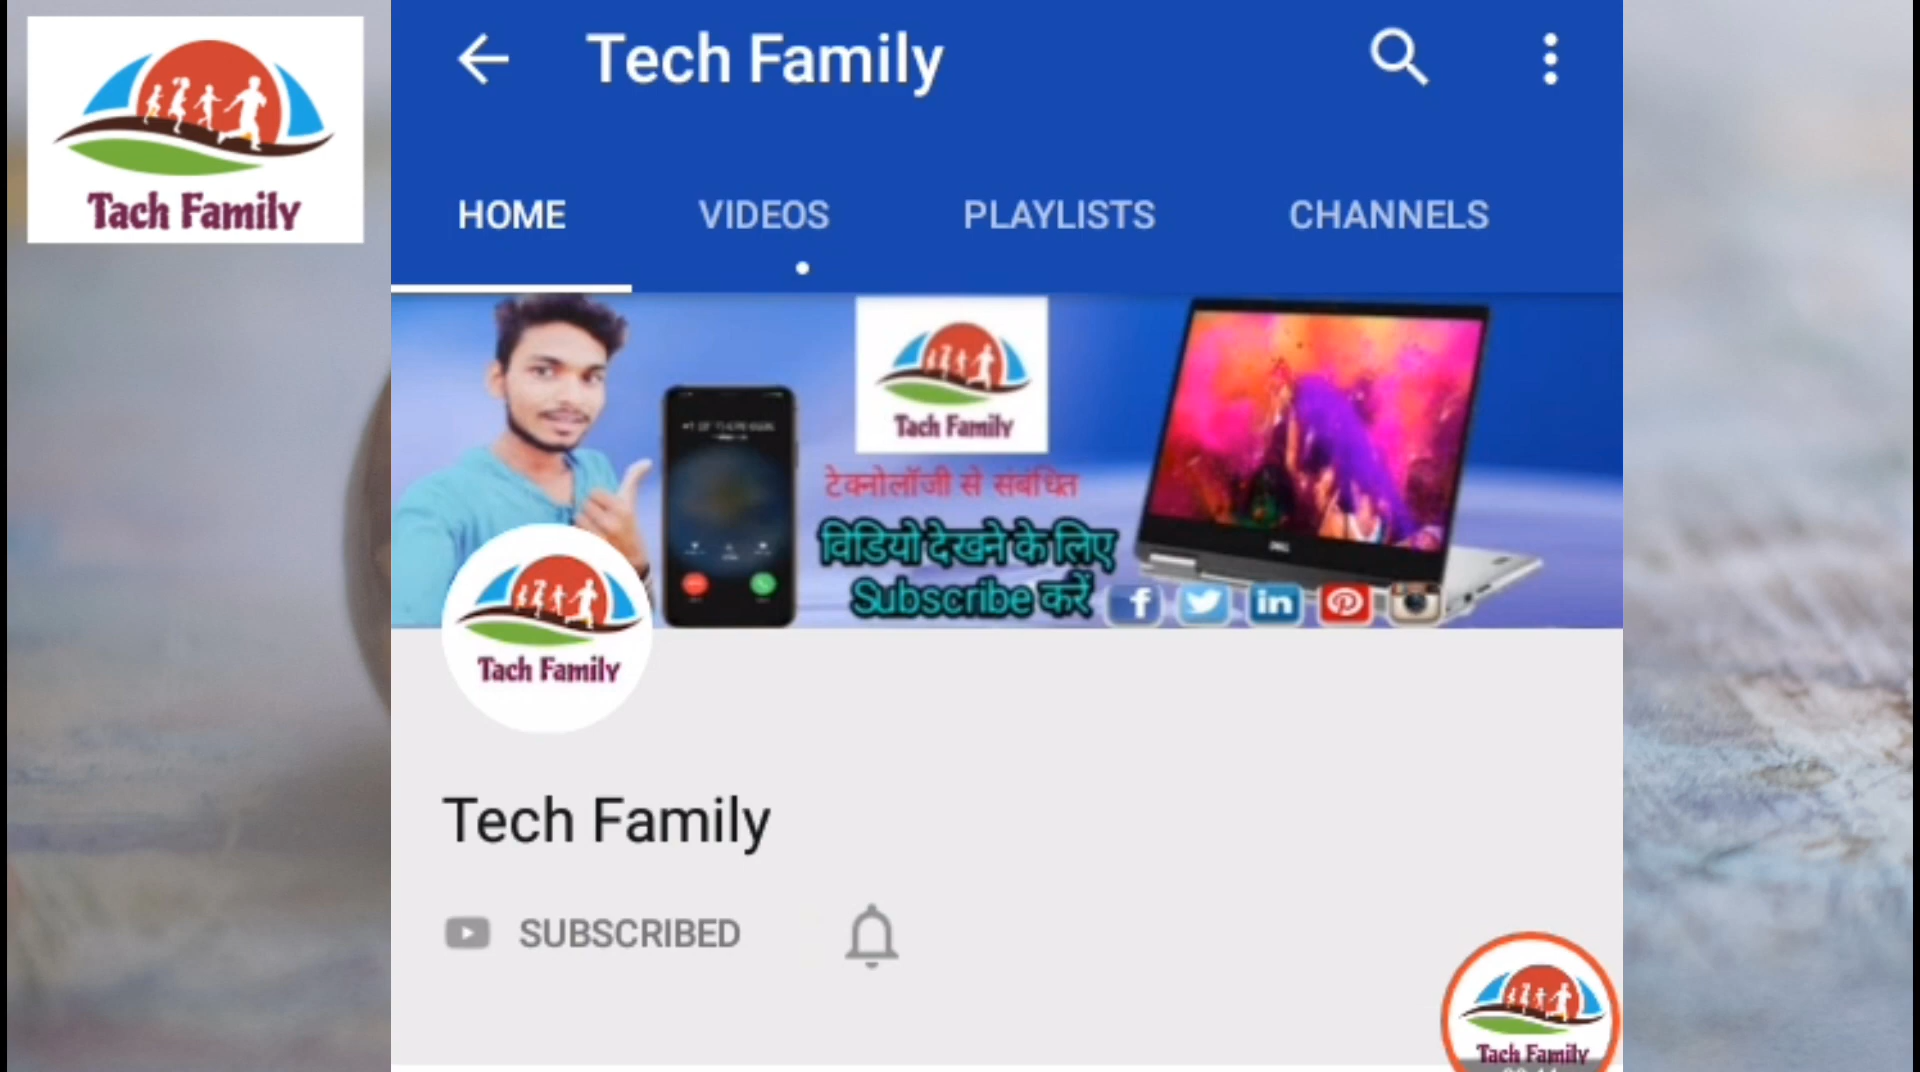 Tach Family
Tech Family
HOME VIDEOS PLAYLISTS CHANNELS
Tach Family
टेक्नोलॉजी से संबंधित
विडियो देखने के लिए
Subscribe करें
f in
Tach Family
Tech Family
SUBSCRIBED
Tach Family